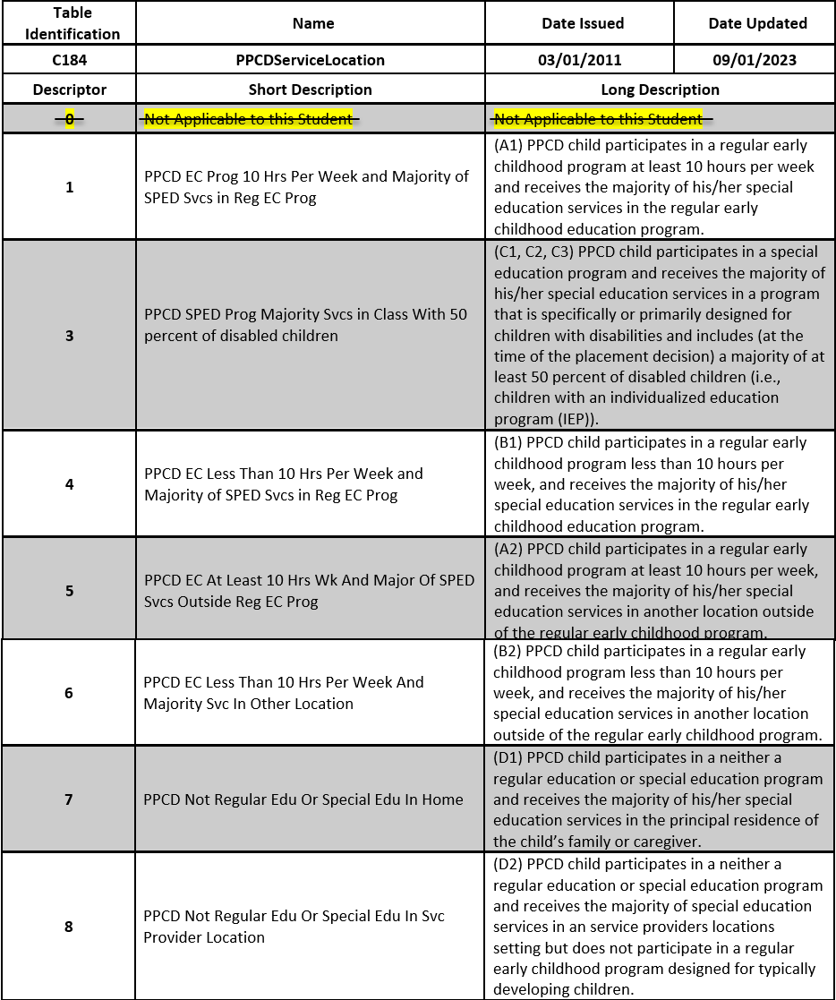 Table
Identification
Name
Date Issued
Date Updated
C184
PPCDServiceLocation
03/01/2011
09/01/2023
Descriptor
Short Description
Long Description
0
Not Applicable to this Student
Not Applicable to this Student
1
PPCD EC Prog 10 Hrs Per Week and Majority of
SPED Svcs in Reg EC Prog
(A1) PPCD child participates in a regular early
childhood program at least 10 hours per week
and receives the majority of his/her special
education services in the regular early
childhood education program.
3
PPCD SPED Prog Majority Svcs in Class With 50
percent of disabled children
(C1, C2, C3) PPCD child participates in a special
education program and receives the majority of
his/her special education services in a program
that is specifically or primarily designed for
children with disabilities and includes (at the
time of the placement decision) a majority of at
least 50 percent of disabled children (i.e.,
children with an individualized education
program (IEP)).
4
PPCD EC Less Than 10 Hrs Per Week and
Majority of SPED Svcs in Reg EC Prog
(B1) PPCD child participates in a regular early
childhood program less than 10 hours per
week, and receives the majority of his/her
special education services in the regular early
childhood education program.
5
PPCD EC At Least 10 Hrs Wk And Major Of SPED
Svcs Outside Reg EC Prog
(A2) PPCD child participates in a regular early
childhood program at least 10 hours per week,
and receives the majority of his/her special
education services in another location outside
of the regular early childhood program.
6
PPCD EC Less Than 10 Hrs Per Week And
Majority Svc In Other Location
(B2) PPCD child participates in a regular early
childhood program less than 10 hours per
week, and receives the majority of his/her
special education services in another location
outside of the regular early childhood program.
7
PPCD Not Regular Edu Or Special Edu In Home
(D1) PPCD child participates in a neither a
regular education or special education program
and receives the majority of his/her special
education services in the principal residence of
the child’s family or caregiver.
8
PPCD Not Regular Edu Or Special Edu In Svc
Provider Location
(D2) PPCD child participates in a neither a
regular education or special education program
and receives the majority of special education
services in an service providers locations
setting but does not participate in a regular
early childhood program designed for typically
developing children.